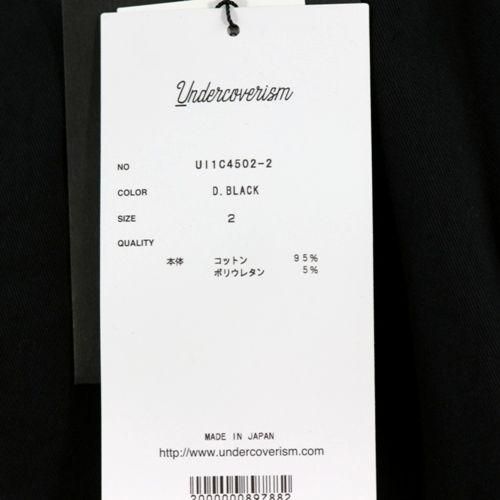 Undercoverism
NO UI1C4502-2
COLOR D.BLACK
SIZE 2
QUALITY
本体 コットン 95%
ポリウレタン 5%
MADE IN JAPAN
http://www.undercoverism.com
3000000897882